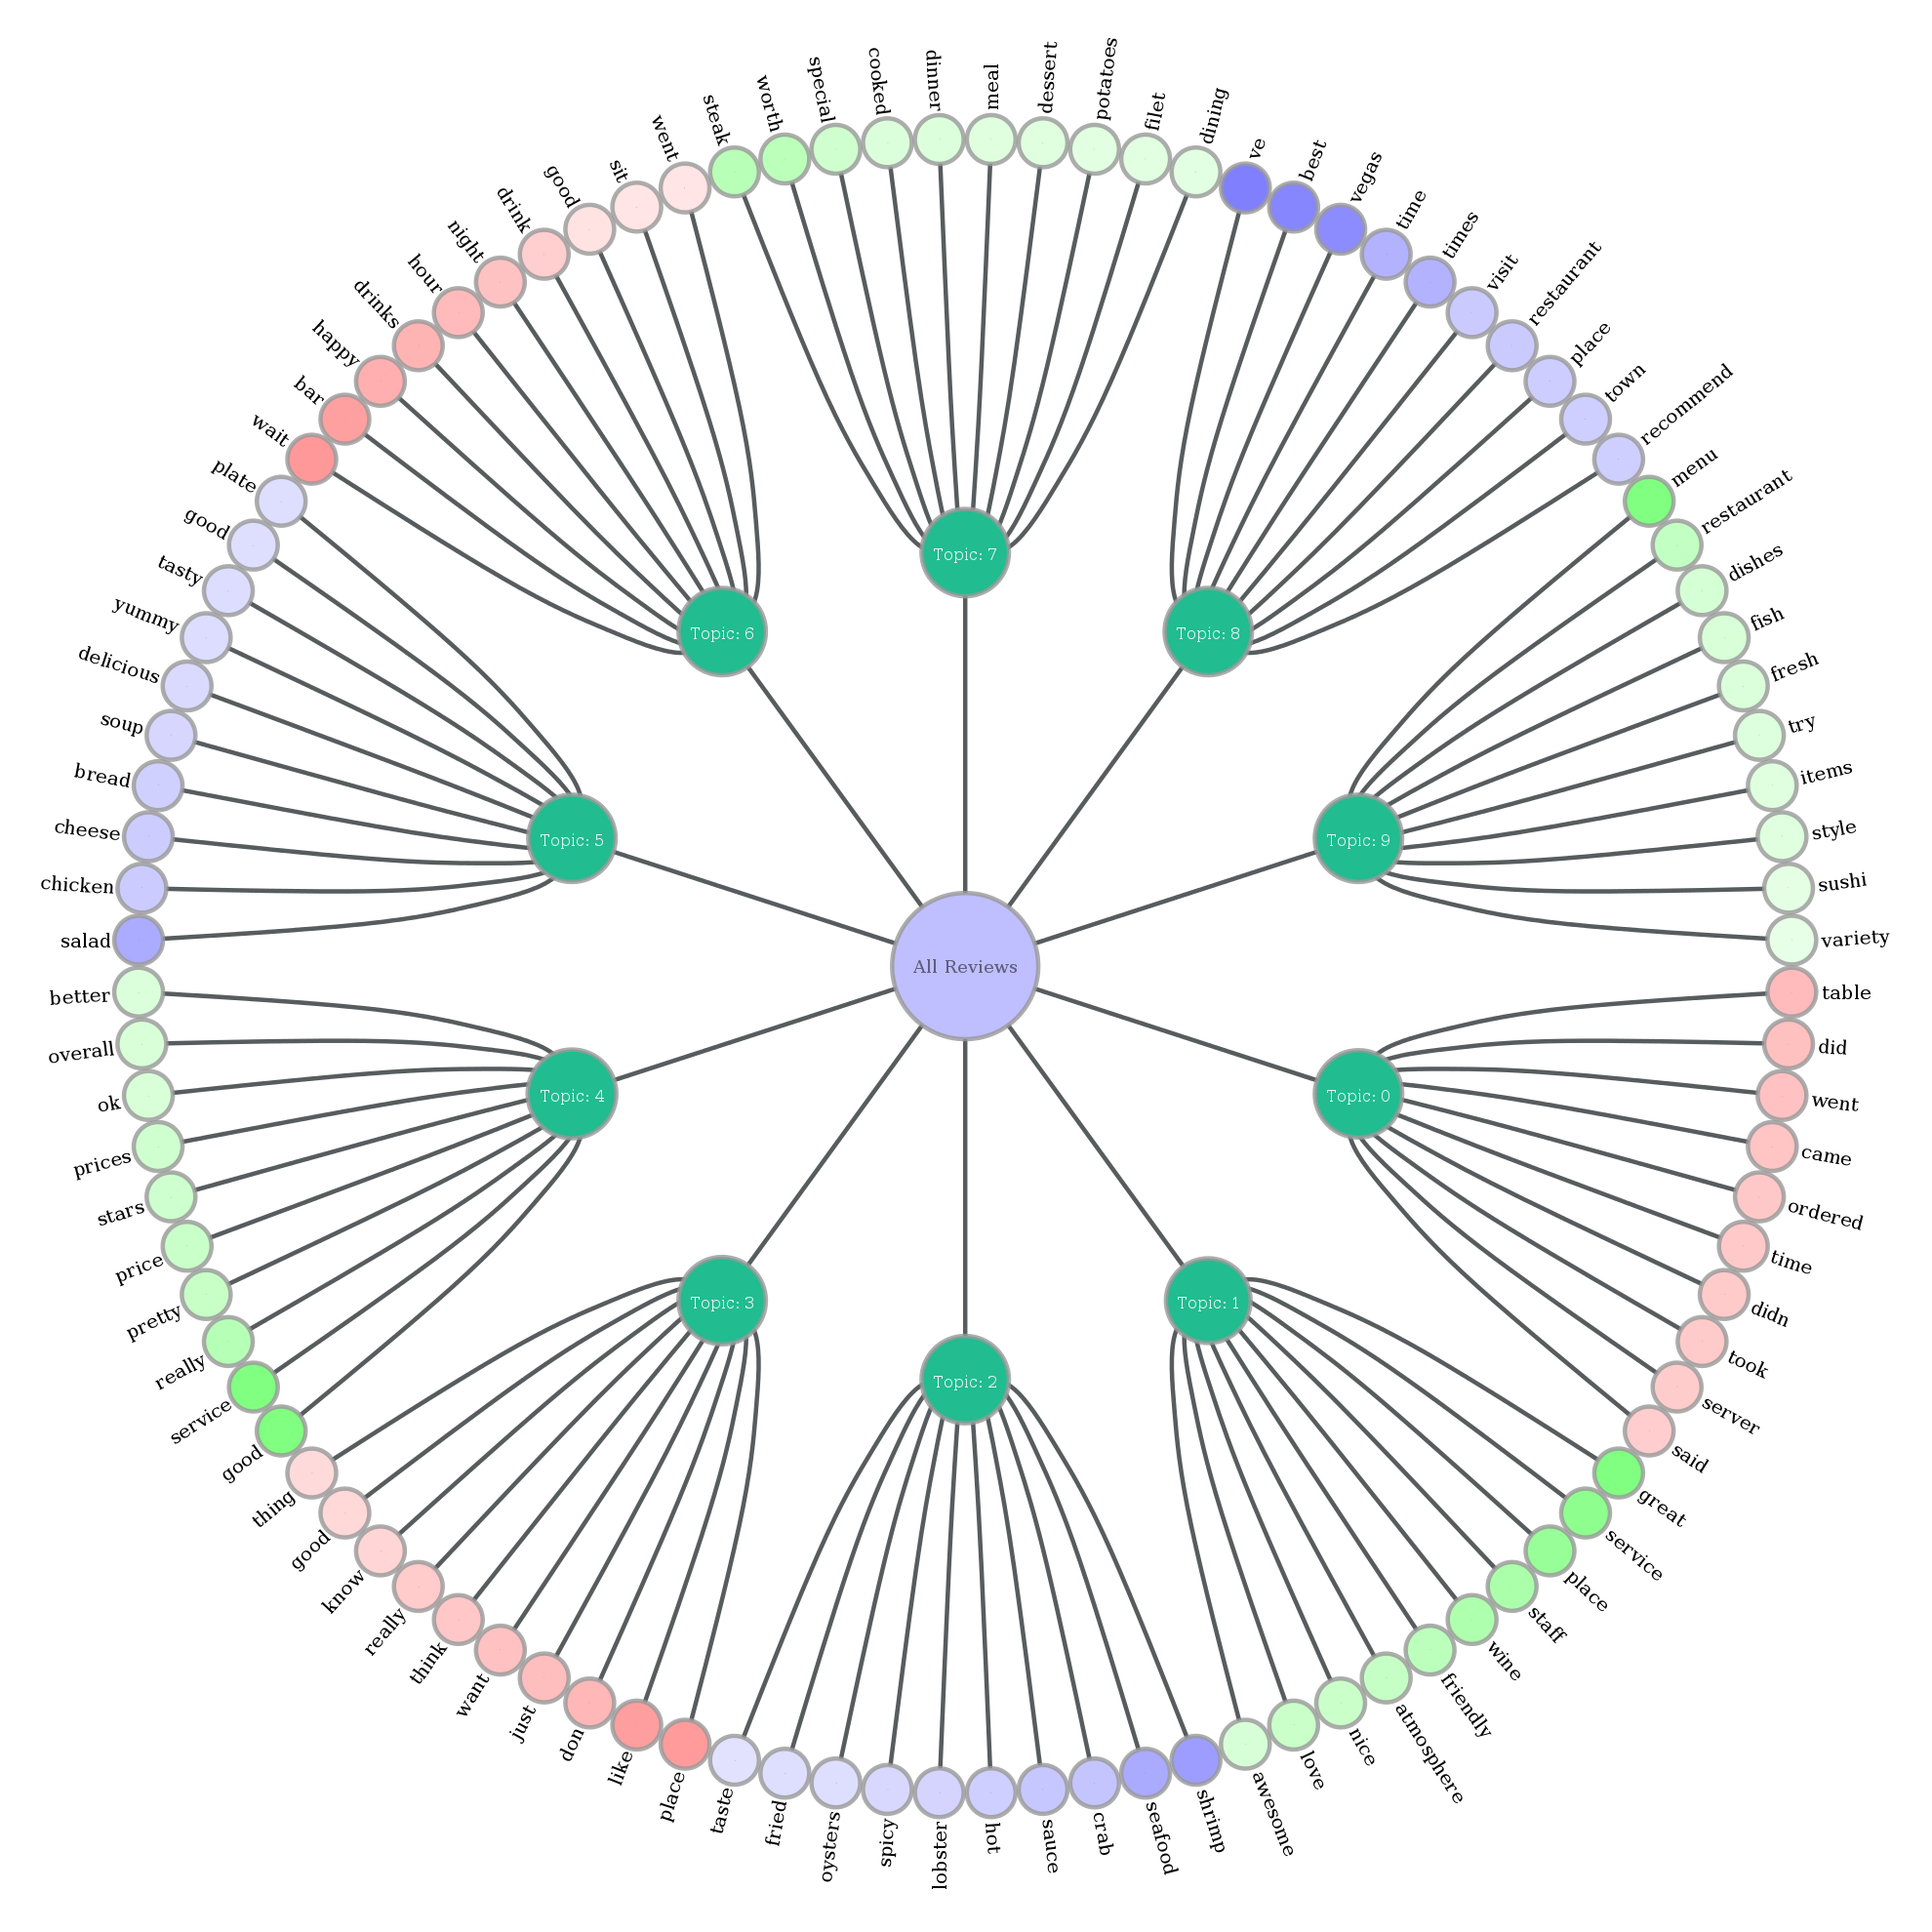 All Reviews
Topic: 0
table
did
went
came
ordered
time
didn
took
server
said
Topic: 1
great
service
place
staff
wine
friendly
atmosphere
nice
love
awesome
Topic: 2
shrimp
seafood
crab
sauce
hot
lobster
spicy
oysters
fried
taste
Topic: 3
place
like
don
just
want
think
really
know
good
thing
Topic: 4
good
service
really
pretty
price
stars
prices
ok
overall
better
Topic: 5
salad
chicken
cheese
bread
soup
delicious
yummy
tasty
good
plate
Topic: 6
wait
bar
happy
drinks
hour
night
drink
good
sit
went
Topic: 7
steak
worth
special
cooked
dinner
meal
dessert
potatoes
filet
dining
Topic: 8
ve
best
vegas
time
times
visit
restaurant
place
town
recommend
Topic: 9
menu
restaurant
dishes
fish
fresh
try
items
style
sushi
variety